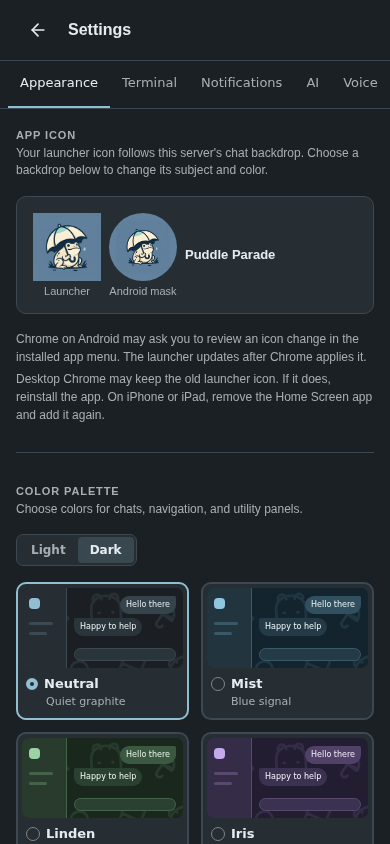 Settings
Appearance
Terminal
Notifications
AI
Voice
APP ICON
Your launcher icon follows this server's chat backdrop. Choose a
backdrop below to change its subject and color.
Puddle Parade
Launcher
Android mask
Chrome on Android may ask you to review an icon change in the
installed app menu. The launcher updates after Chrome applies it.
Desktop Chrome may keep the old launcher icon. If it does,
reinstall the app. On iPhone or iPad, remove the Home Screen app
and add it again.
COLOR PALETTE
Choose colors for chats, navigation, and utility panels.
Light
Dark
Hello there
Happy to help
Neutral
Quiet graphite
Hello there
Happy to help
Mist
Blue signal
Hello there
Happy to help
Linden
Hello there
Happy to help
Iris